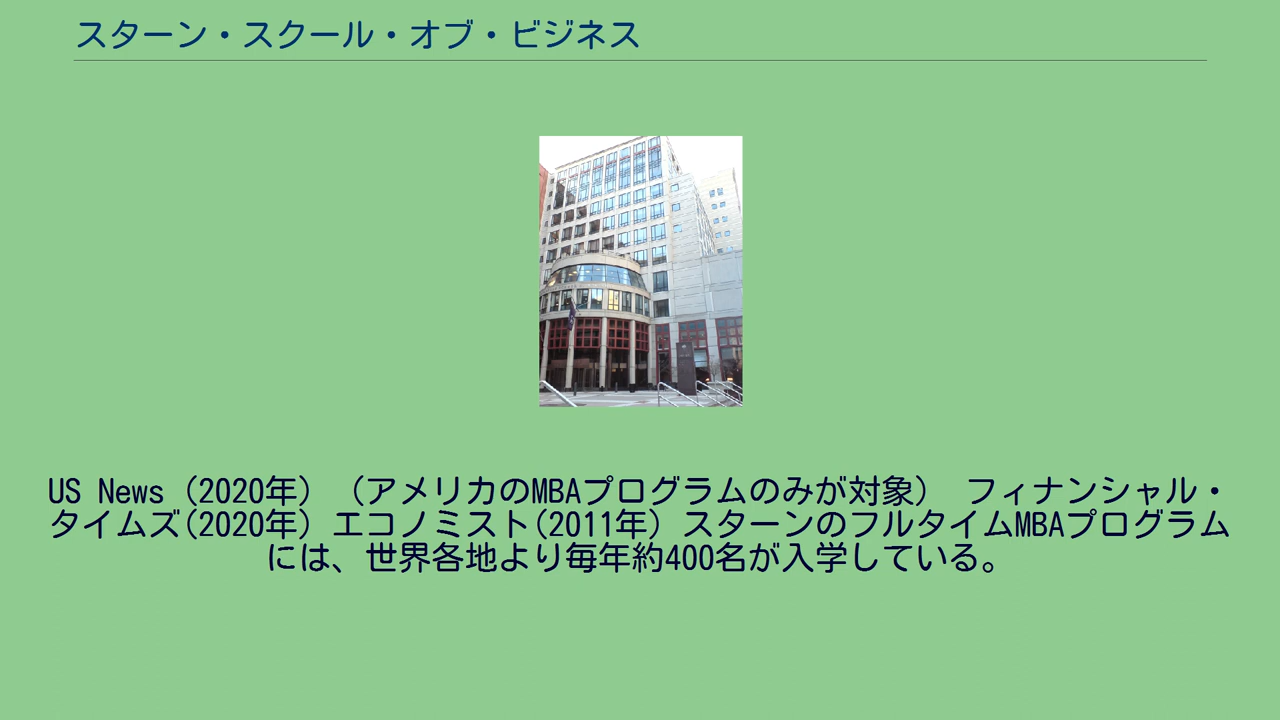 スターン・スクール・オブ・ビジネス
US News (2020年) (アメリカのMBAプログラムのみが対象) フィナンシャル・
タイムズ(2020年) エコノミスト(2011年) スターンのフルタイムMBAプログラム
には、世界各地より毎年約400名が入学している。